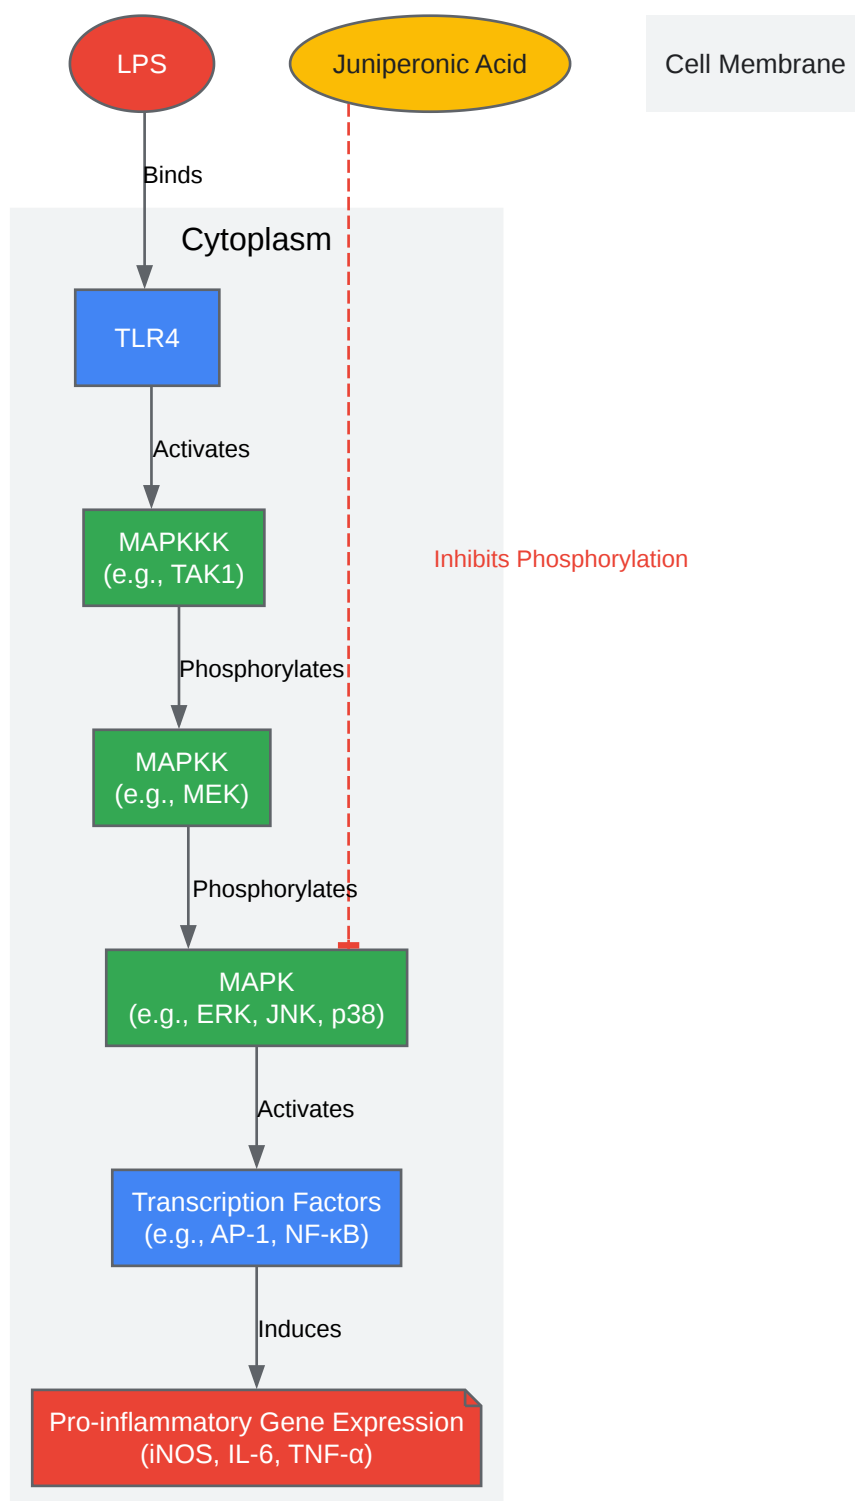 LPS
Juniperonic Acid
Cell Membrane
Binds
Cytoplasm
TLR4
Activates
MAPKKK
(e.g., TAK1)
Inhibits Phosphorylation
Phosphorylates
MAPKK
(e.g., MEK)
Phosphorylates
MAPK
(e.g., ERK, JNK, p38)
Activates
Transcription Factors
(e.g., AP-1, NF-κB)
Induces
Pro-inflammatory Gene Expression
(iNOS, IL-6, TNF-α)